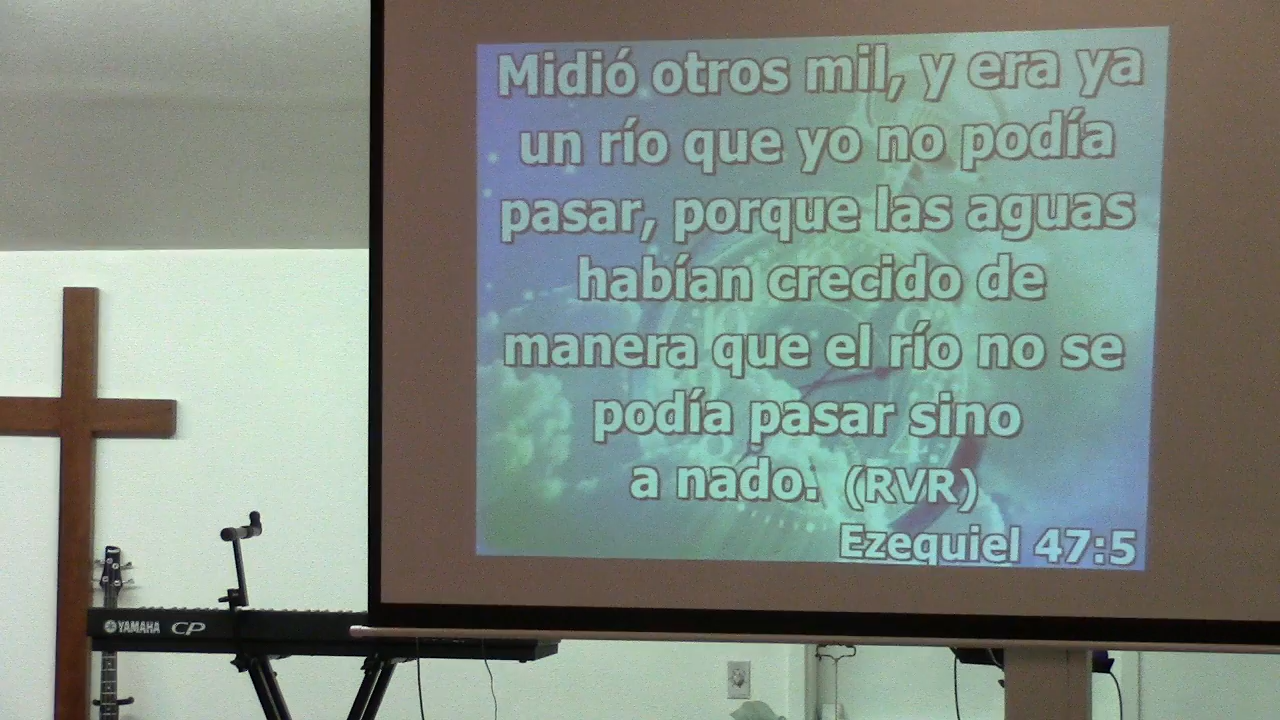 Midió otros mil, y era ya
un río que yo no podía
pasar, porque las aguas
habían crecido de
manera que el río no se
podía pasar sino
a nado. (RVR)
Ezequiel 47:5
YAMAHA CP